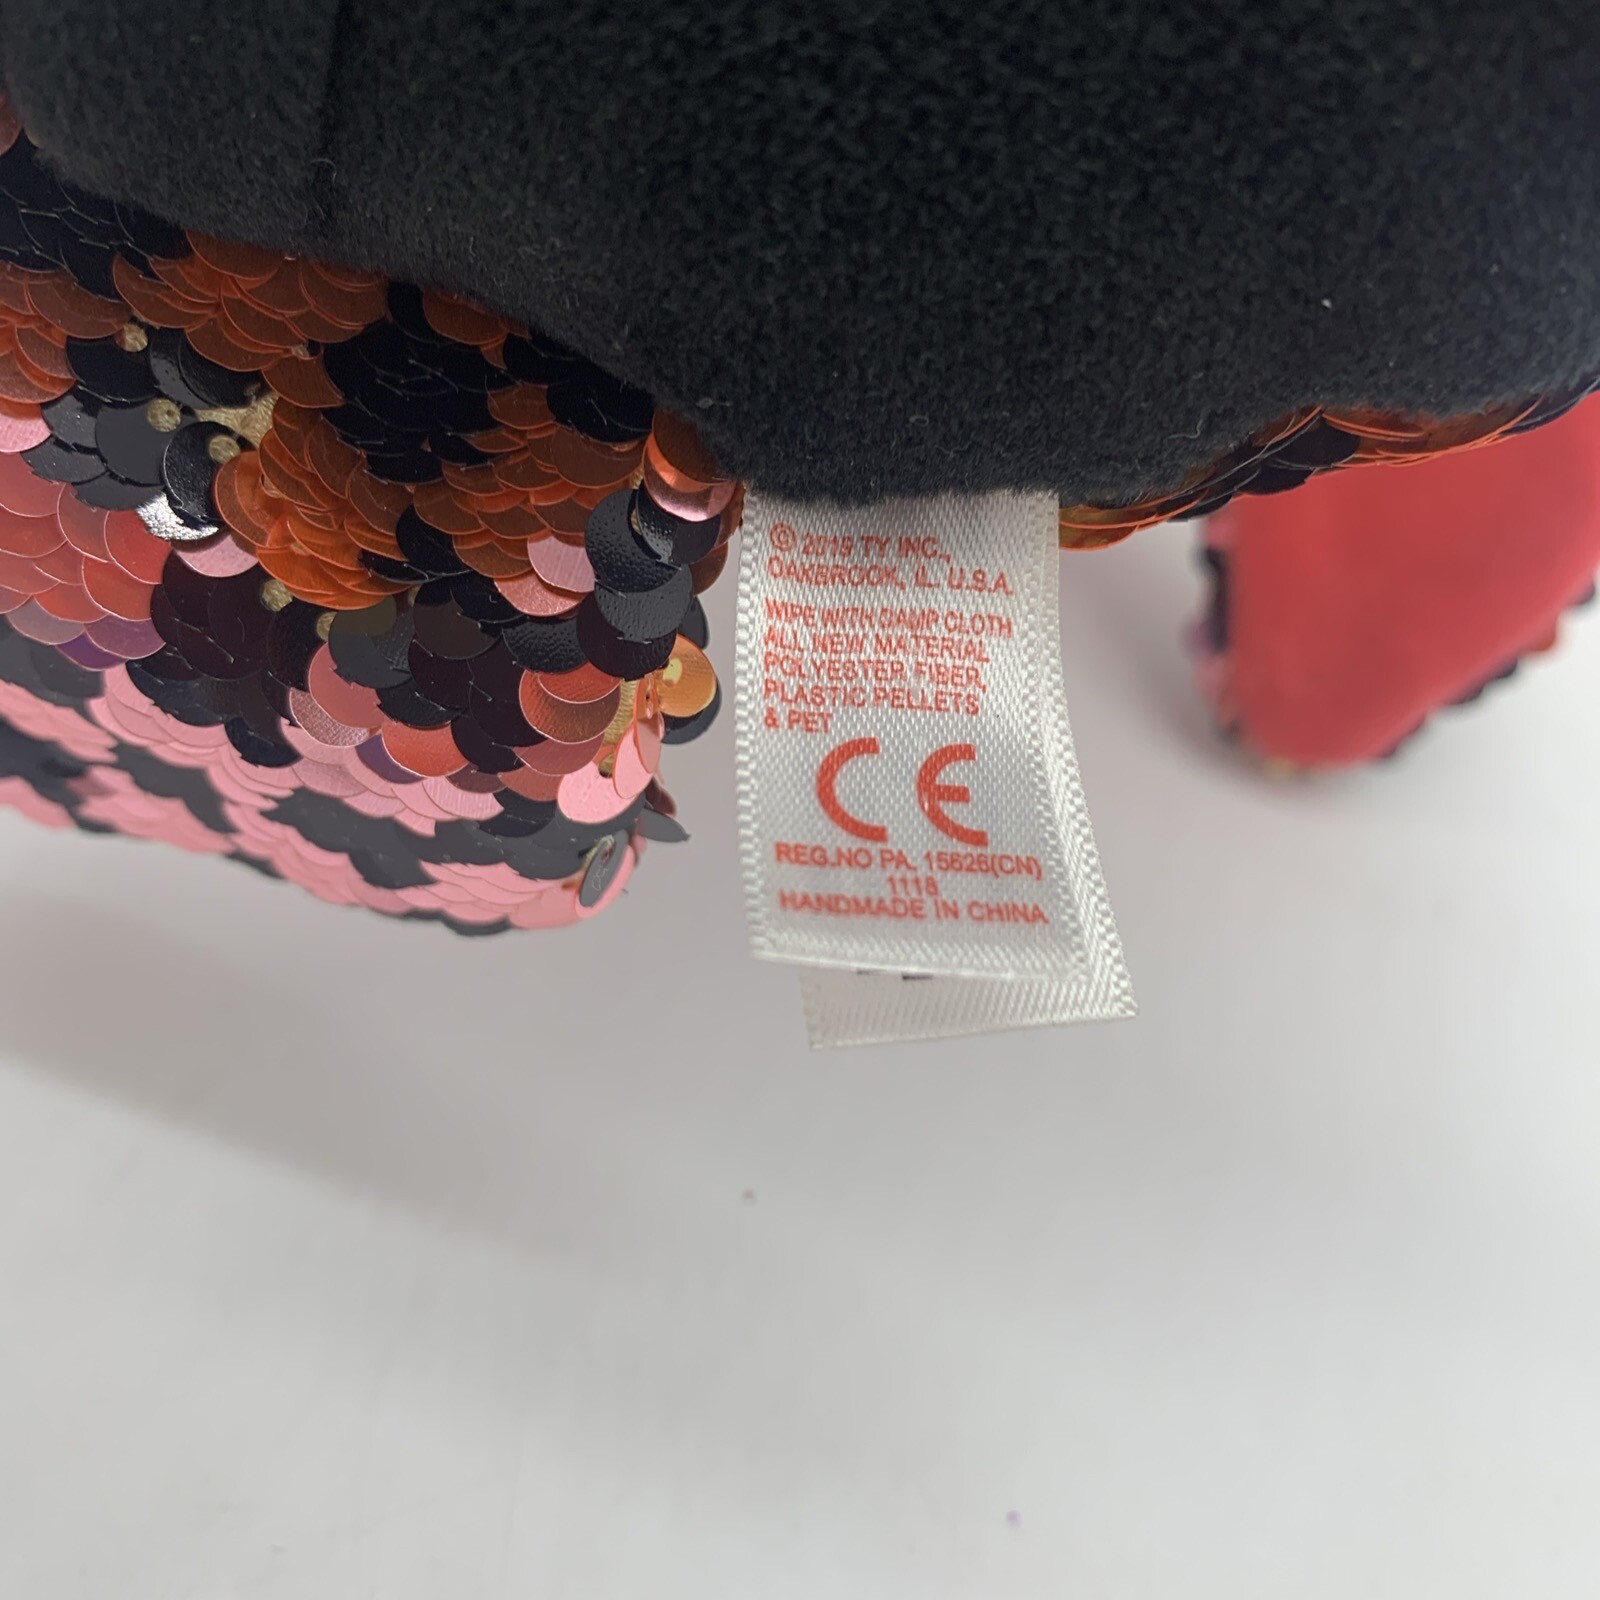 © 2019 TY INC.,
OAKBROOK, IL. U.S.A
WIPE WITH DAMP CLOTH
ALL NEW MATERIAL
POLYESTER, FIBER,
PLASTIC PELLETS
& PET
CE
REG.NO PA. 15626(CN)
1118
HANDMADE IN CHINA